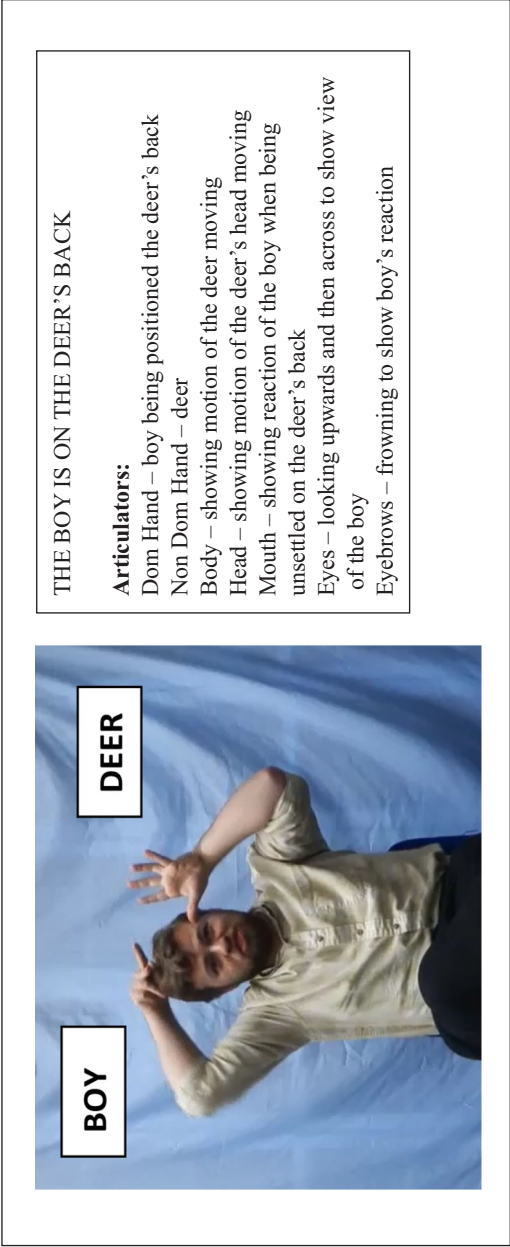 BOY
DEER
THE BOY IS ON THE DEER'S BACK
Articulators:
Dom Hand – boy being positioned the deer's back
Non Dom Hand – deer
Body – showing motion of the deer moving
Head – showing motion of the deer's head moving
Mouth – showing reaction of the boy when being
unsettled on the deer's back
Eyes – looking upwards and then across to show view
of the boy
Eyebrows – frowning to show boy's reaction